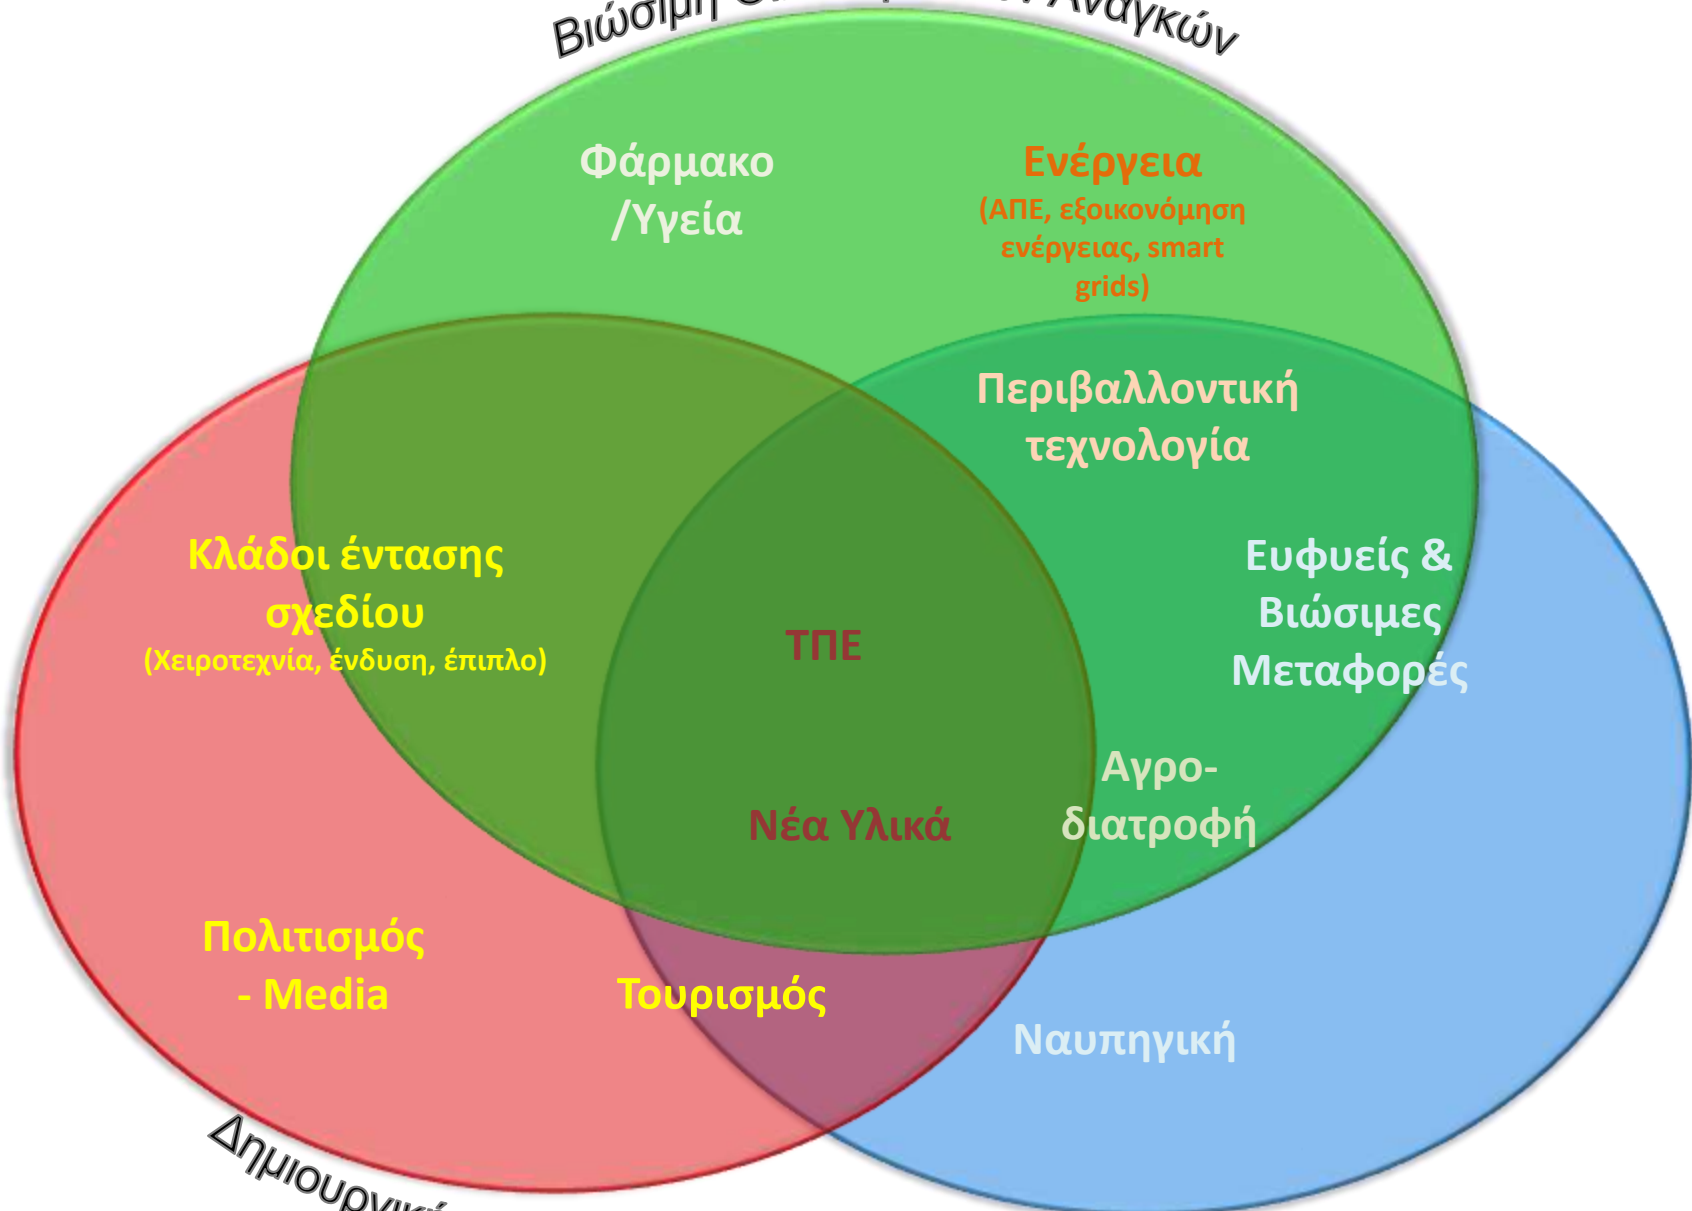 Βιώσιμη Αναγκών
Φάρμακο
/Υγεία
Ενέργεια
(ΑΠΕ, εξοικονόμηση
ενέργειας, smart
grids)
Περιβαλλοντική
τεχνολογία
Κλάδοι έντασης
σχεδίου
(Χειροτεχνία, ένδυση, έπιπλο)
Ευφυείς &
Βιώσιμες
Μεταφορές
ΤΠΕ
Νέα Υλικά
Αγρο-
διατροφή
Πολιτισμός
- Media
Τουρισμός
Ναυπηγική